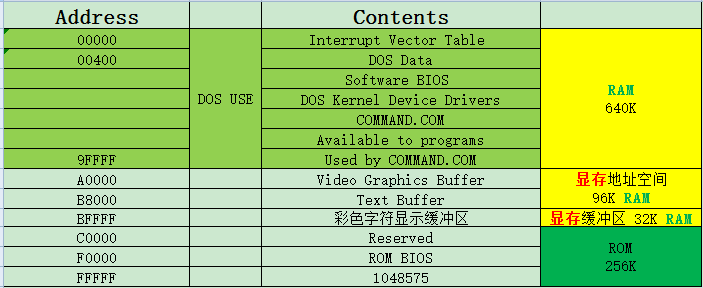 Address Contents
00000 Interrupt Vector Table
00400 DOS Data
Software BIOS
DOS USE DOS Kernel Device Drivers RAM
COMMAND.COM 640K
Available to programs
9FFFF Used by COMMAND.COM
A0000 Video Graphics Buffer 显存地址空间
B8000 Text Buffer 96K RAM
BFFFF 彩色字符显示缓冲区 显存缓冲区 32K RAM
C0000 Reserved
F0000 ROM BIOS ROM
256K
FFFFF 1048575